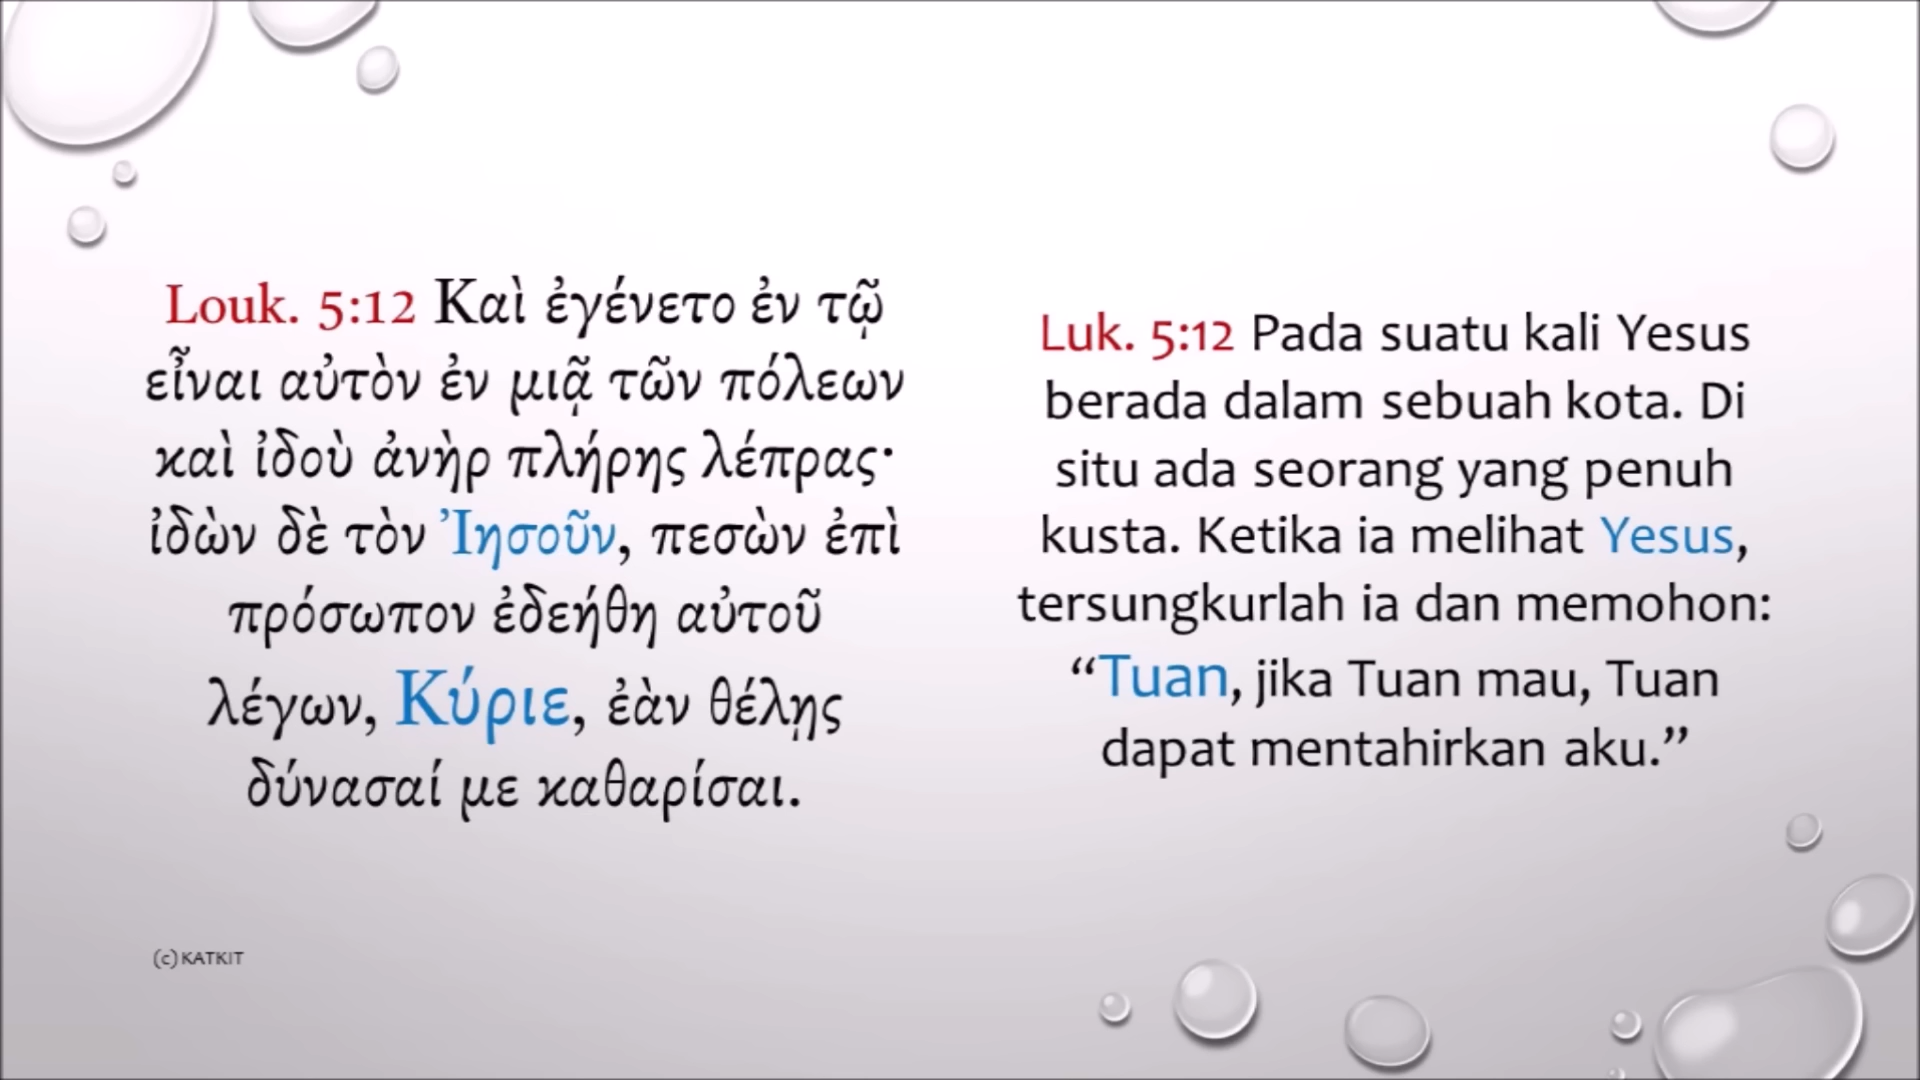 Louk. 5:12 Καὶ ἐγένετο ἐν τῷ
εἶναι αὐτὸν ἐν μιᾷ τῶν πόλεων
καὶ ἰδοὺ ἀνὴρ πλήρης λέπρας·
ἰδὼν δὲ τὸν Ἰησοῦν, πεσὼν ἐπὶ
πρόσωπον ἐδεήθη αὐτοῦ
λέγων, Κύριε, ἐὰν θέλῃς
δύνασαί με καθαρίσαι.
Luk. 5:12 Pada suatu kali Yesus
berada dalam sebuah kota. Di
situ ada seorang yang penuh
kusta. Ketika ia melihat Yesus,
tersungkurlah ia dan memohon:
“Tuan, jika Tuan mau, Tuan
dapat mentahirkan aku.”
(c) KATKIT